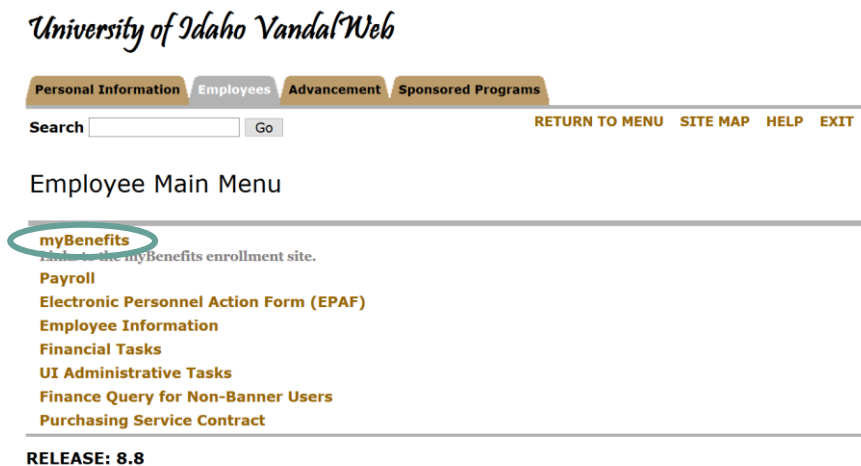 University of Idaho VandalWeb
Personal Information Employees Advancement Sponsored Programs
Search Go RETURN TO MENU SITE MAP HELP EXIT
Employee Main Menu
myBenefits
Links to the myBenefits enrollment site.
Payroll
Electronic Personnel Action Form (EPAF)
Employee Information
Financial Tasks
UI Administrative Tasks
Finance Query for Non-Banner Users
Purchasing Service Contract
RELEASE: 8.8